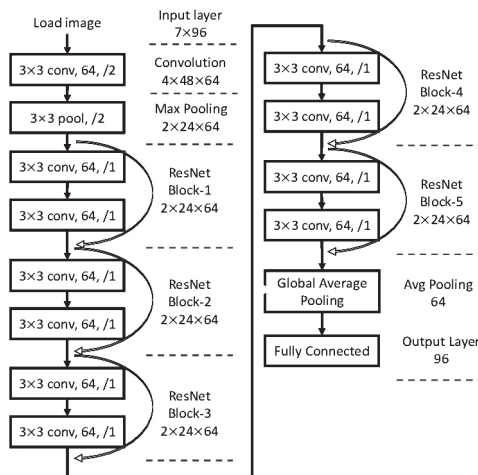 Load image
Input layer
7×96
3×3 conv, 64, /2
Convolution
4×48×64
3×3 pool, /2
Max Pooling
2×24×64
3×3 conv, 64, /1
3×3 conv, 64, /1
ResNet
Block-1
2×24×64
3×3 conv, 64, /1
3×3 conv, 64, /1
ResNet
Block-2
2×24×64
3×3 conv, 64, /1
3×3 conv, 64, /1
ResNet
Block-3
2×24×64
3×3 conv, 64, /1
3×3 conv, 64, /1
ResNet
Block-4
2×24×64
3×3 conv, 64, /1
3×3 conv, 64, /1
ResNet
Block-5
2×24×64
Global Average
Pooling
Avg Pooling
64
Fully Connected
Output Layer
96